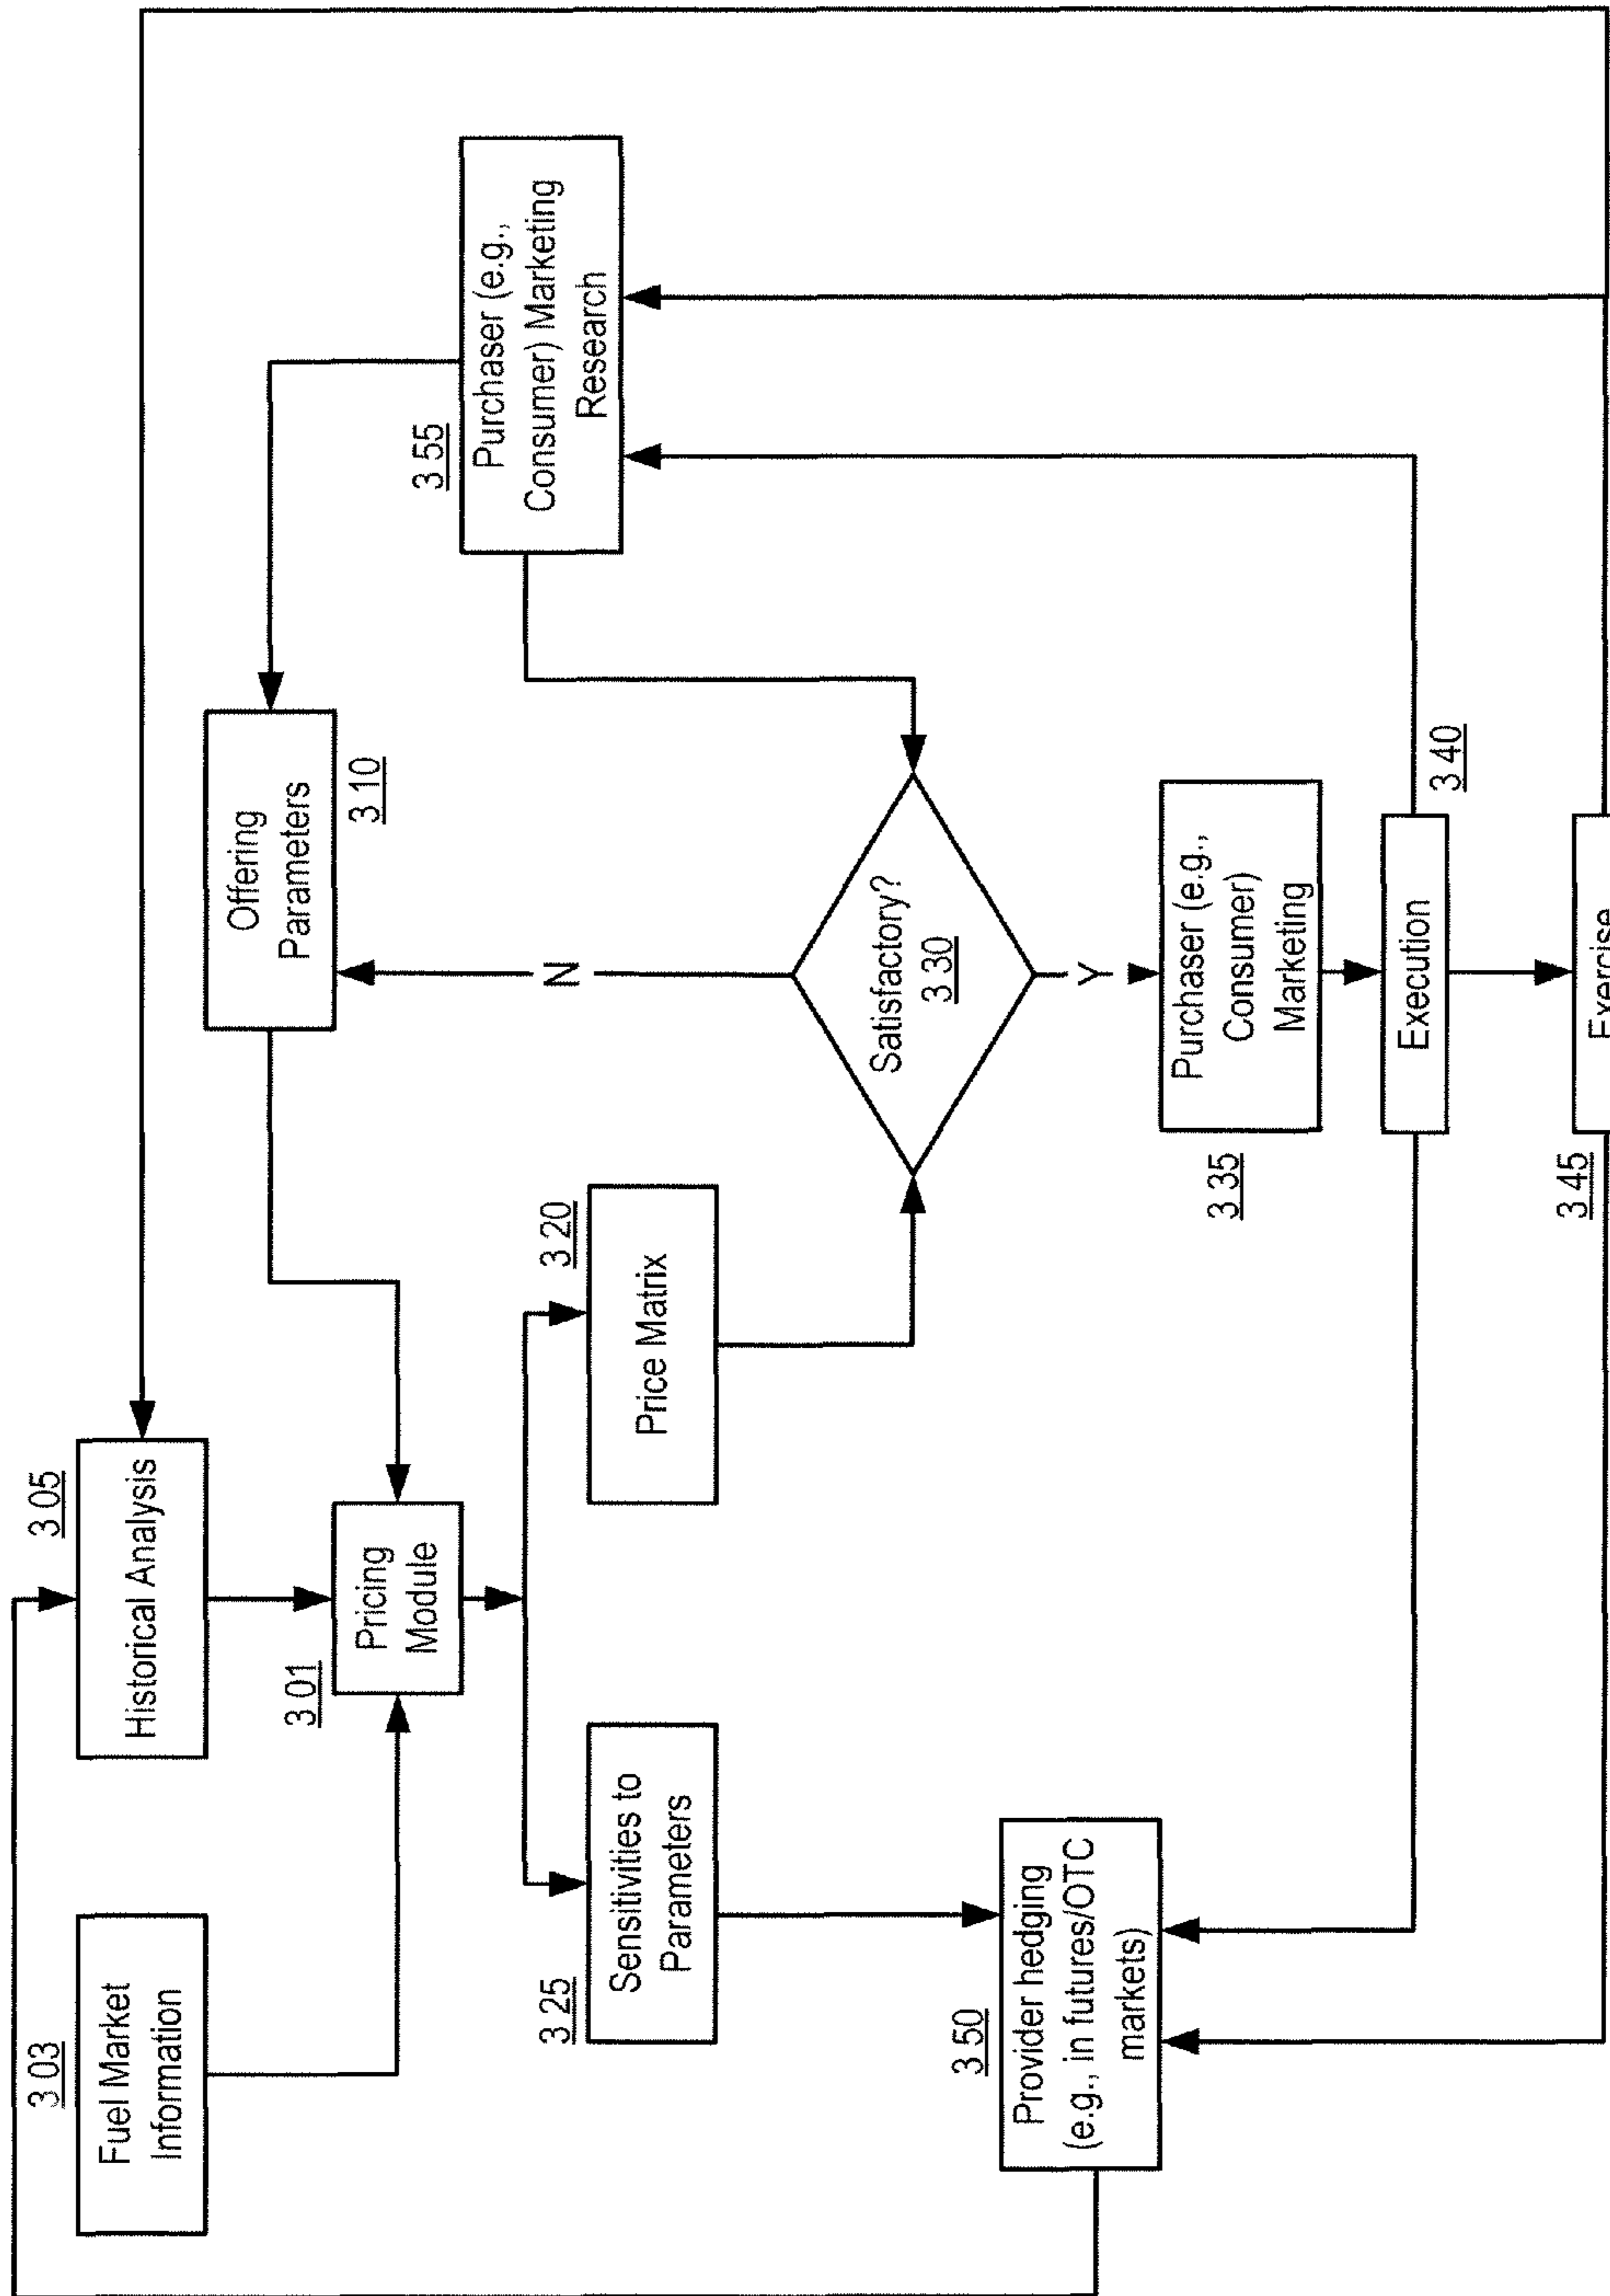 3 03
Fuel Market
Information
3 05
Historical Analysis
Offering
Parameters
3 10
3 01
Pricing
Module
3 55
Purchaser (e.g.,
Consumer) Marketing
Research
3 25
Sensitivities to
Parameters
3 20
Price Matrix
N
Satisfactory?
3 30
Y
3 50
Provider hedging
(e.g., in futures/OTC
markets)
3 35
Purchaser (e.g.,
Consumer)
Marketing
Execution
3 40
3 45
Exercise